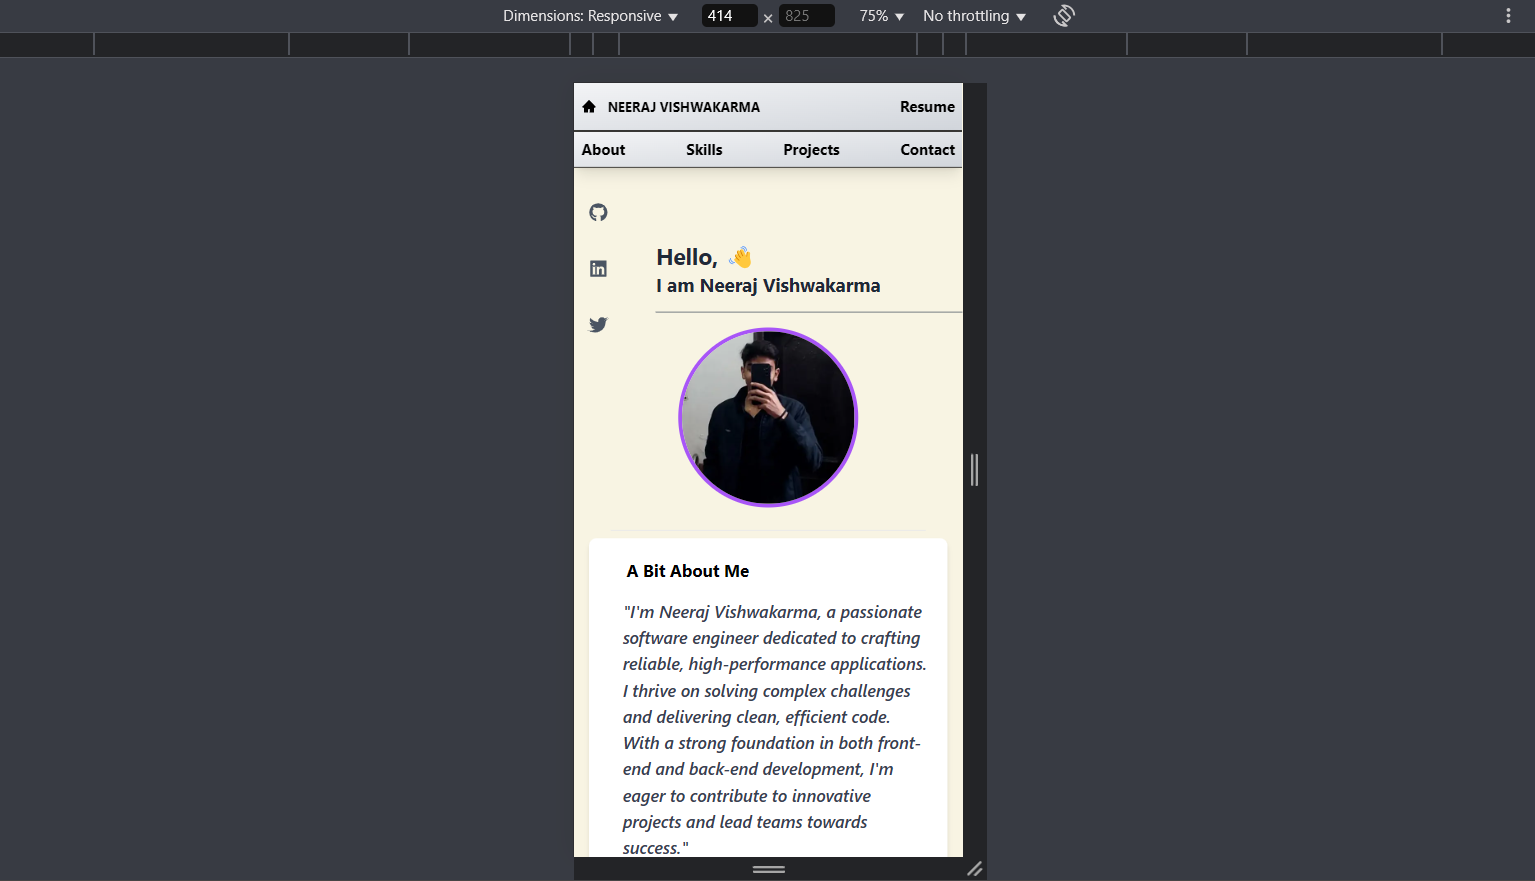 Dimensions: Responsive 414 × 825 75% No throttling
NEERAJ VISHWAKARMA Resume
About Skills Projects Contact
Hello, 👋
I am Neeraj Vishwakarma
A Bit About Me
"I'm Neeraj Vishwakarma, a passionate
software engineer dedicated to crafting
reliable, high-performance applications.
I thrive on solving complex challenges
and delivering clean, efficient code.
With a strong foundation in both front-
end and back-end development, I'm
eager to contribute to innovative
projects and lead teams towards
success."